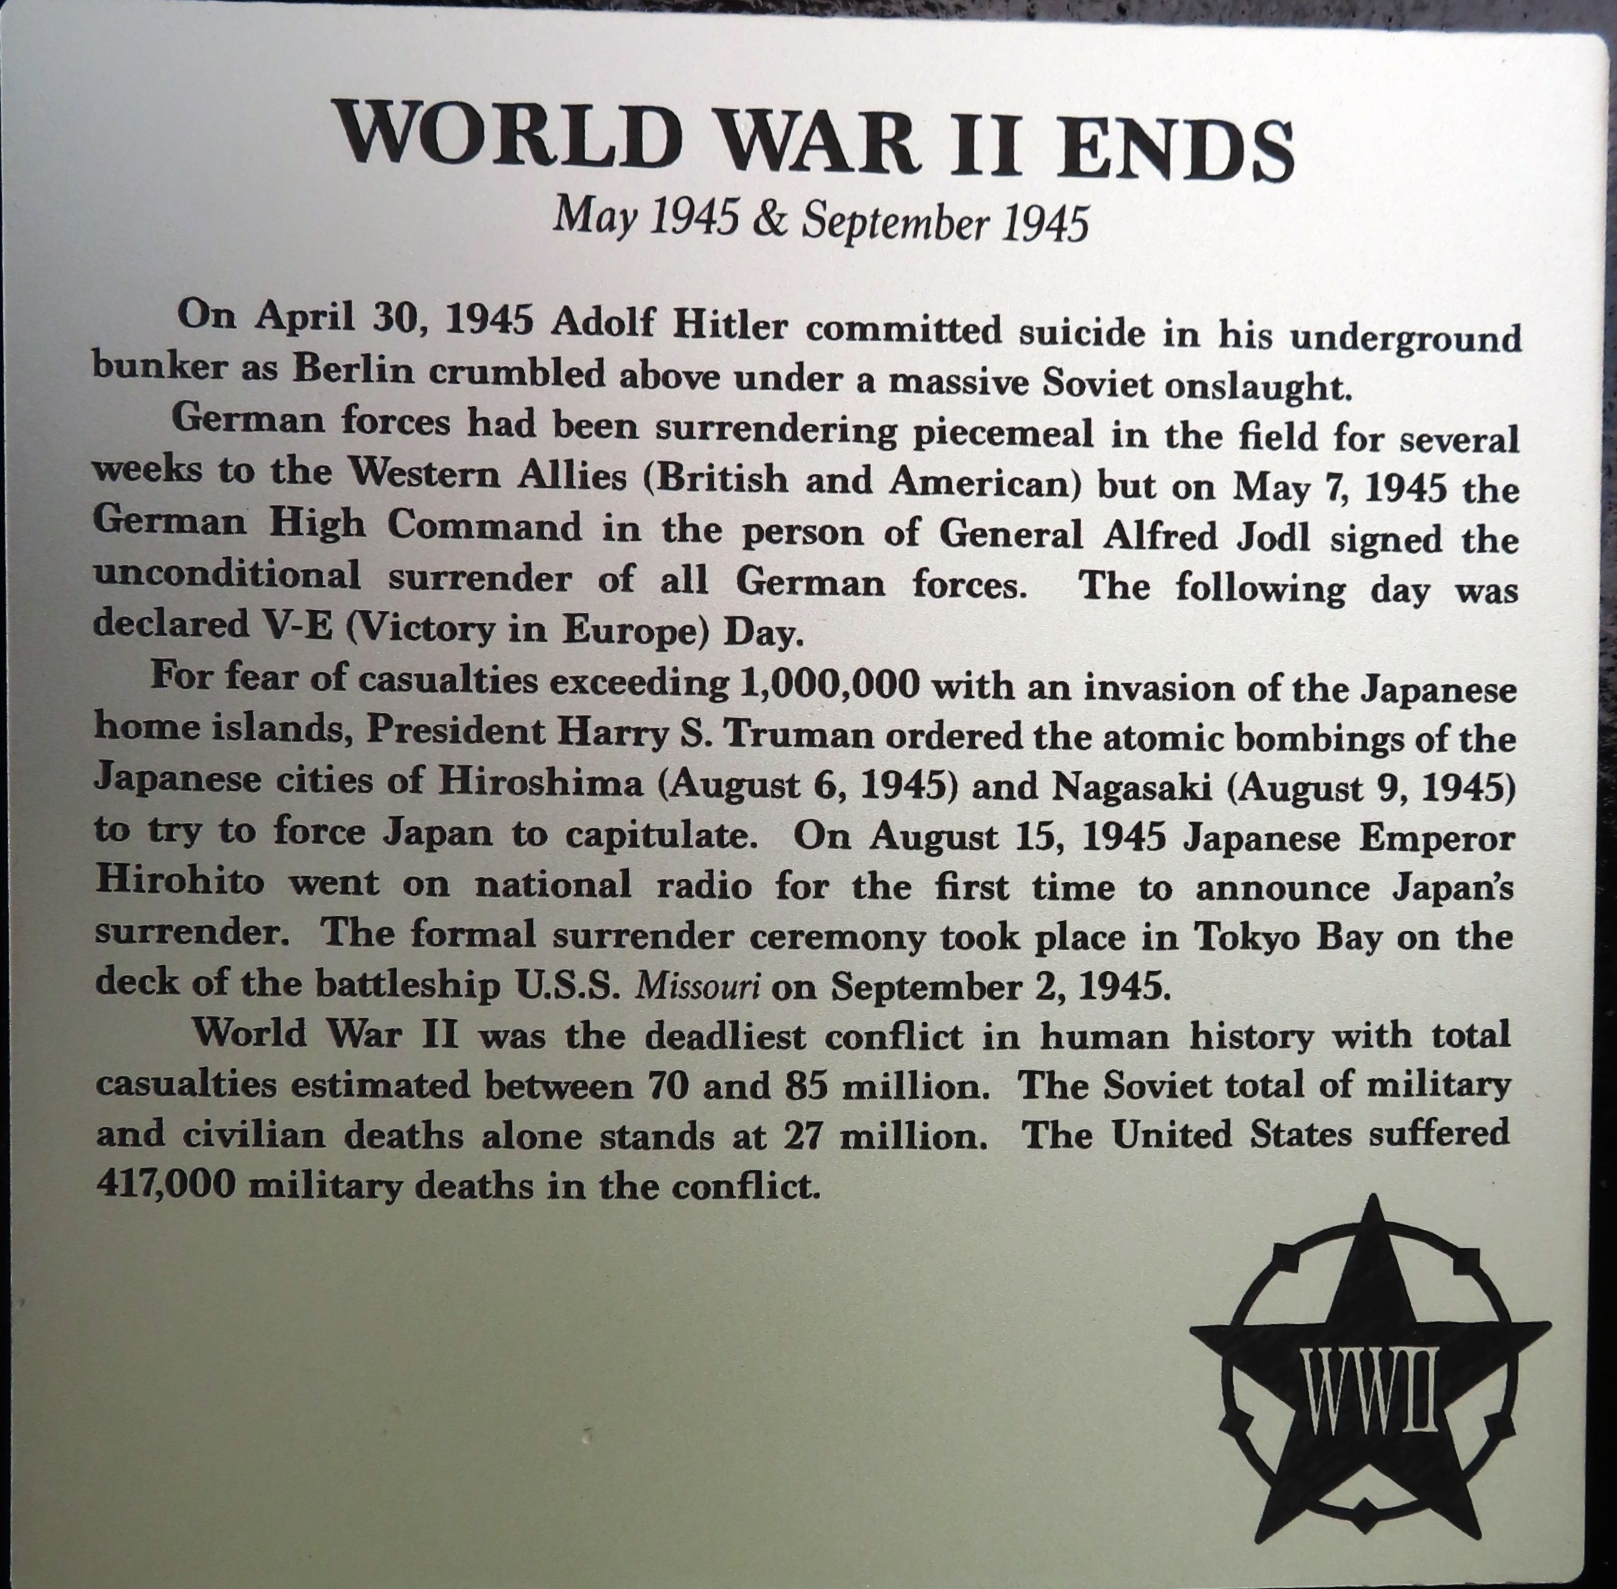 WORLD WAR II ENDS
May 1945 & September 1945
On April 30, 1945 Adolf Hitler committed suicide in his underground
bunker as Berlin crumbled above under a massive Soviet onslaught.
German forces had been surrendering piecemeal in the field for several
weeks to the Western Allies (British and American) but on May 7, 1945 the
German High Command in the person of General Alfred Jodl signed the
unconditional surrender of all German forces. The following day was
declared V-E (Victory in Europe) Day.
For fear of casualties exceeding 1,000,000 with an invasion of the Japanese
home islands, President Harry S. Truman ordered the atomic bombings of the
Japanese cities of Hiroshima (August 6, 1945) and Nagasaki (August 9, 1945)
to try to force Japan to capitulate. On August 15, 1945 Japanese Emperor
Hirohito went on national radio for the first time to announce Japan's
surrender. The formal surrender ceremony took place in Tokyo Bay on the
deck of the battleship U.S.S. Missouri on September 2, 1945.
World War II was the deadliest conflict in human history with total
casualties estimated between 70 and 85 million. The Soviet total of military
and civilian deaths alone stands at 27 million. The United States suffered
417,000 military deaths in the conflict.
WWII